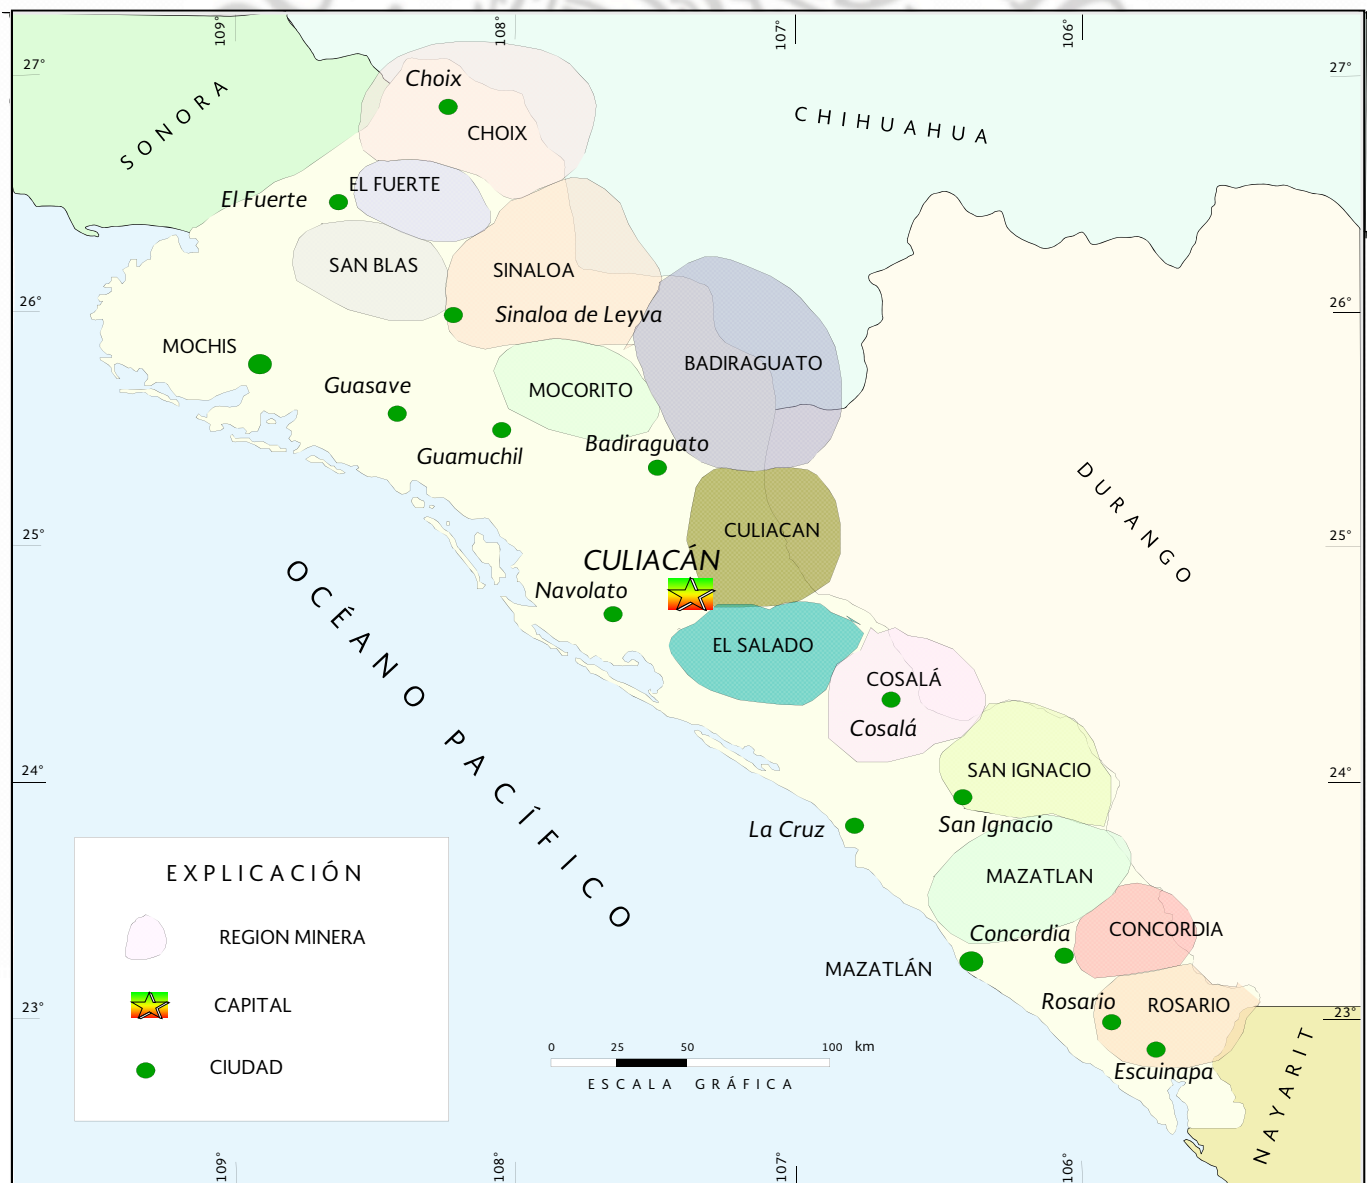 109°
108°
107°
106°
27°
27°
SONORA
Choix
CHOIX
CHIHUAHUA
EL FUERTE
El Fuerte
SAN BLAS
SINALOA
26°
26°
Sinaloa de Leyva
MOCHIS
BADIRAGUATO
Guasave
MOCORITO
Badiraguato
Guamuchil
DURANGO
25°
25°
CULIACAN
CULIACÁN
Navolato
OCÉANO PACÍFICO
EL SALADO
COSALÁ
Cosalá
24°
24°
SAN IGNACIO
San Ignacio
La Cruz
MAZATLAN
EXPLICACIÓN
REGION MINERA
CAPITAL
CIUDAD
CONCORDIA
Concordia
MAZATLÁN
Rosario
ROSARIO
23°
23°
Escuinapa
NAYARIT
0 25 50 100 km
ESCALA GRÁFICA
109°
108°
107°
106°